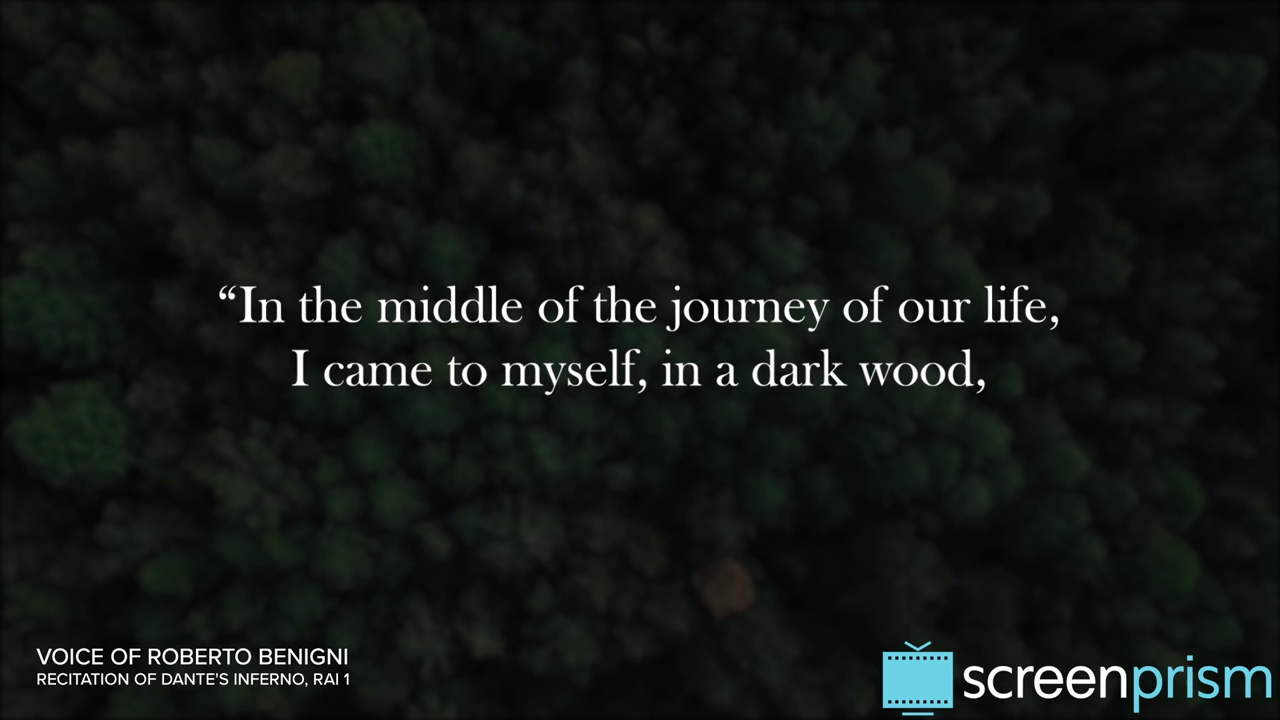 “In the middle of the journey of our life,
I came to myself, in a dark wood,
VOICE OF ROBERTO BENIGNI
RECITATION OF DANTE'S INFERNO, RAI 1
screenprism